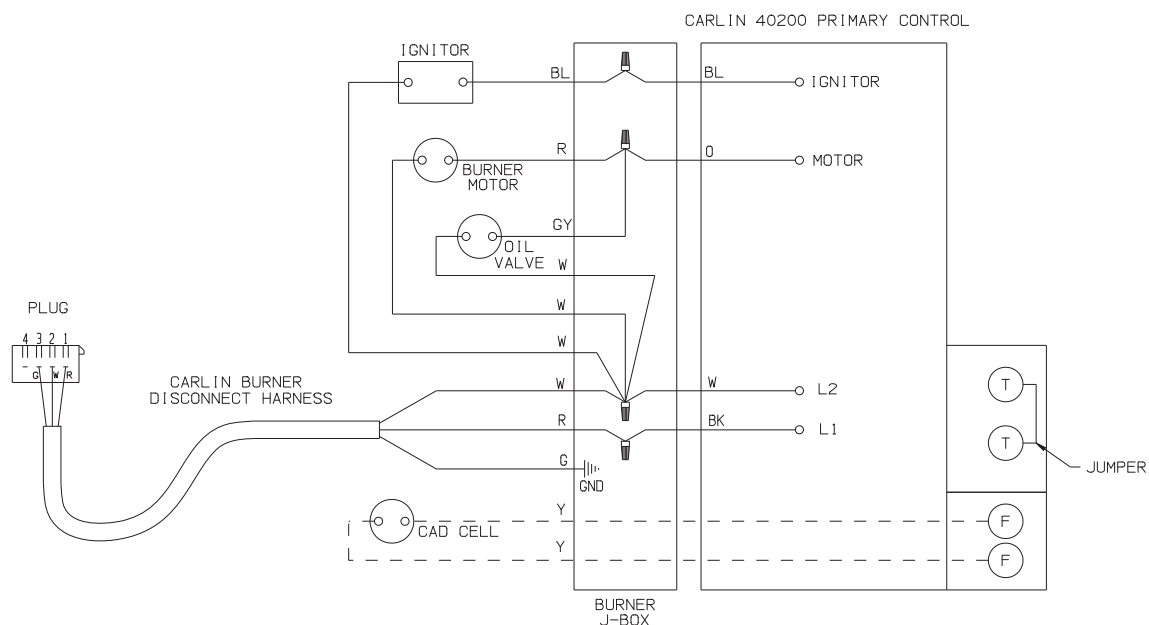 CARLIN 40200 PRIMARY CONTROL
IGNITOR
BL
BL
IGNITOR
R
O
MOTOR
BURNER
MOTOR
GY
OIL
VALVE
W
W
W
PLUG
4 3 2 1
- G W R
CARLIN BURNER
DISCONNECT HARNESS
W
W
L2
T
R
BK
L1
T
JUMPER
G
GND
Y
CAD CELL
F
Y
F
BURNER
J-BOX